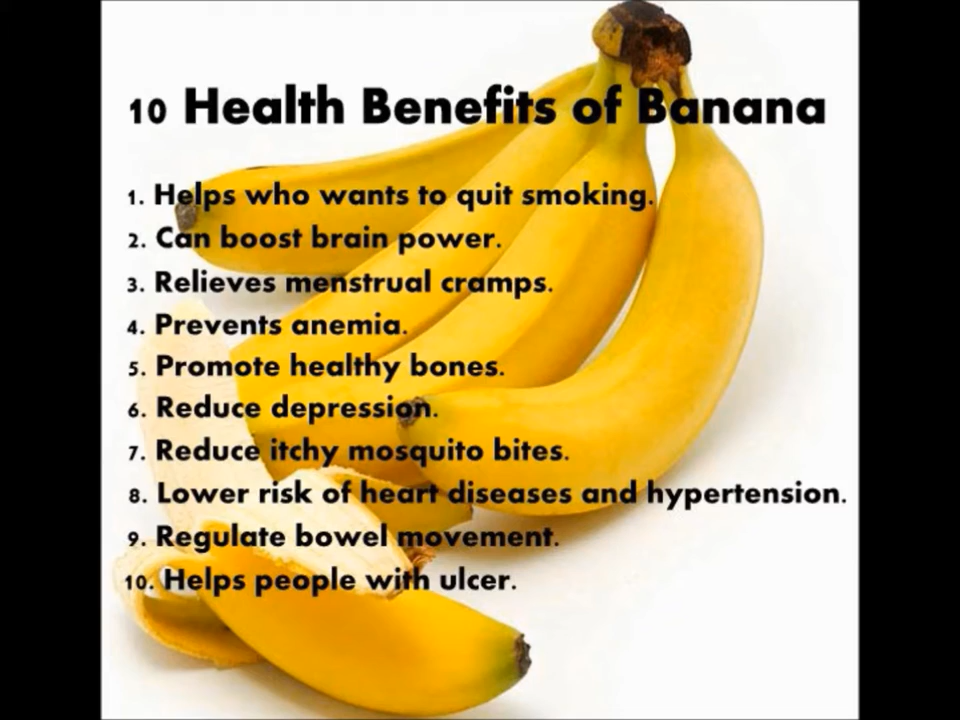 10 Health Benefits of Banana
1. Helps who wants to quit smoking.
2. Can boost brain power.
3. Relieves menstrual cramps.
4. Prevents anemia.
5. Promote healthy bones.
6. Reduce depression.
7. Reduce itchy mosquito bites.
8. Lower risk of heart diseases and hypertension.
9. Regulate bowel movement.
10. Helps people with ulcer.